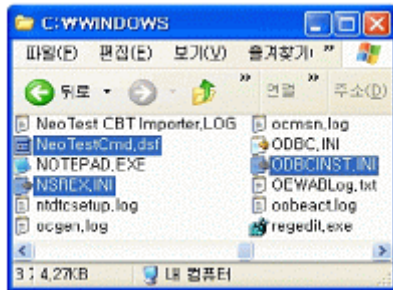 C:₩WINDOWS
파일(F) 편집(E) 보기(V) 즐겨찾기 »
뒤로 » 연결 » 주소(D)
NeoTest CBT Importer.LOG
NeoTestCmd.dsf
NOTEPAD.EXE
NSREX.INI
ntdtcsetup.log
ocgen.log
ocmsn.log
ODBC.INI
ODBCINST.INI
OEWABLog.txt
oobeact.log
regedit.exe
3 4.27KB 내 컴퓨터